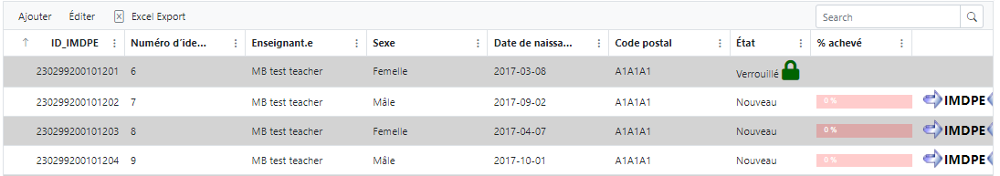 Ajouter Éditer Excel Export Search
ID_IMDPE Numéro d´ide... Enseignant.e Sexe Date de naissa... Code postal État % achevé
230299200101201 6 MB test teacher Femelle 2017-03-08 A1A1A1 Verrouillé
230299200101202 7 MB test teacher Mâle 2017-09-02 A1A1A1 Nouveau 0 % IMDPE
230299200101203 8 MB test teacher Femelle 2017-04-07 A1A1A1 Nouveau 0 % IMDPE
230299200101204 9 MB test teacher Mâle 2017-10-01 A1A1A1 Nouveau 0 % IMDPE